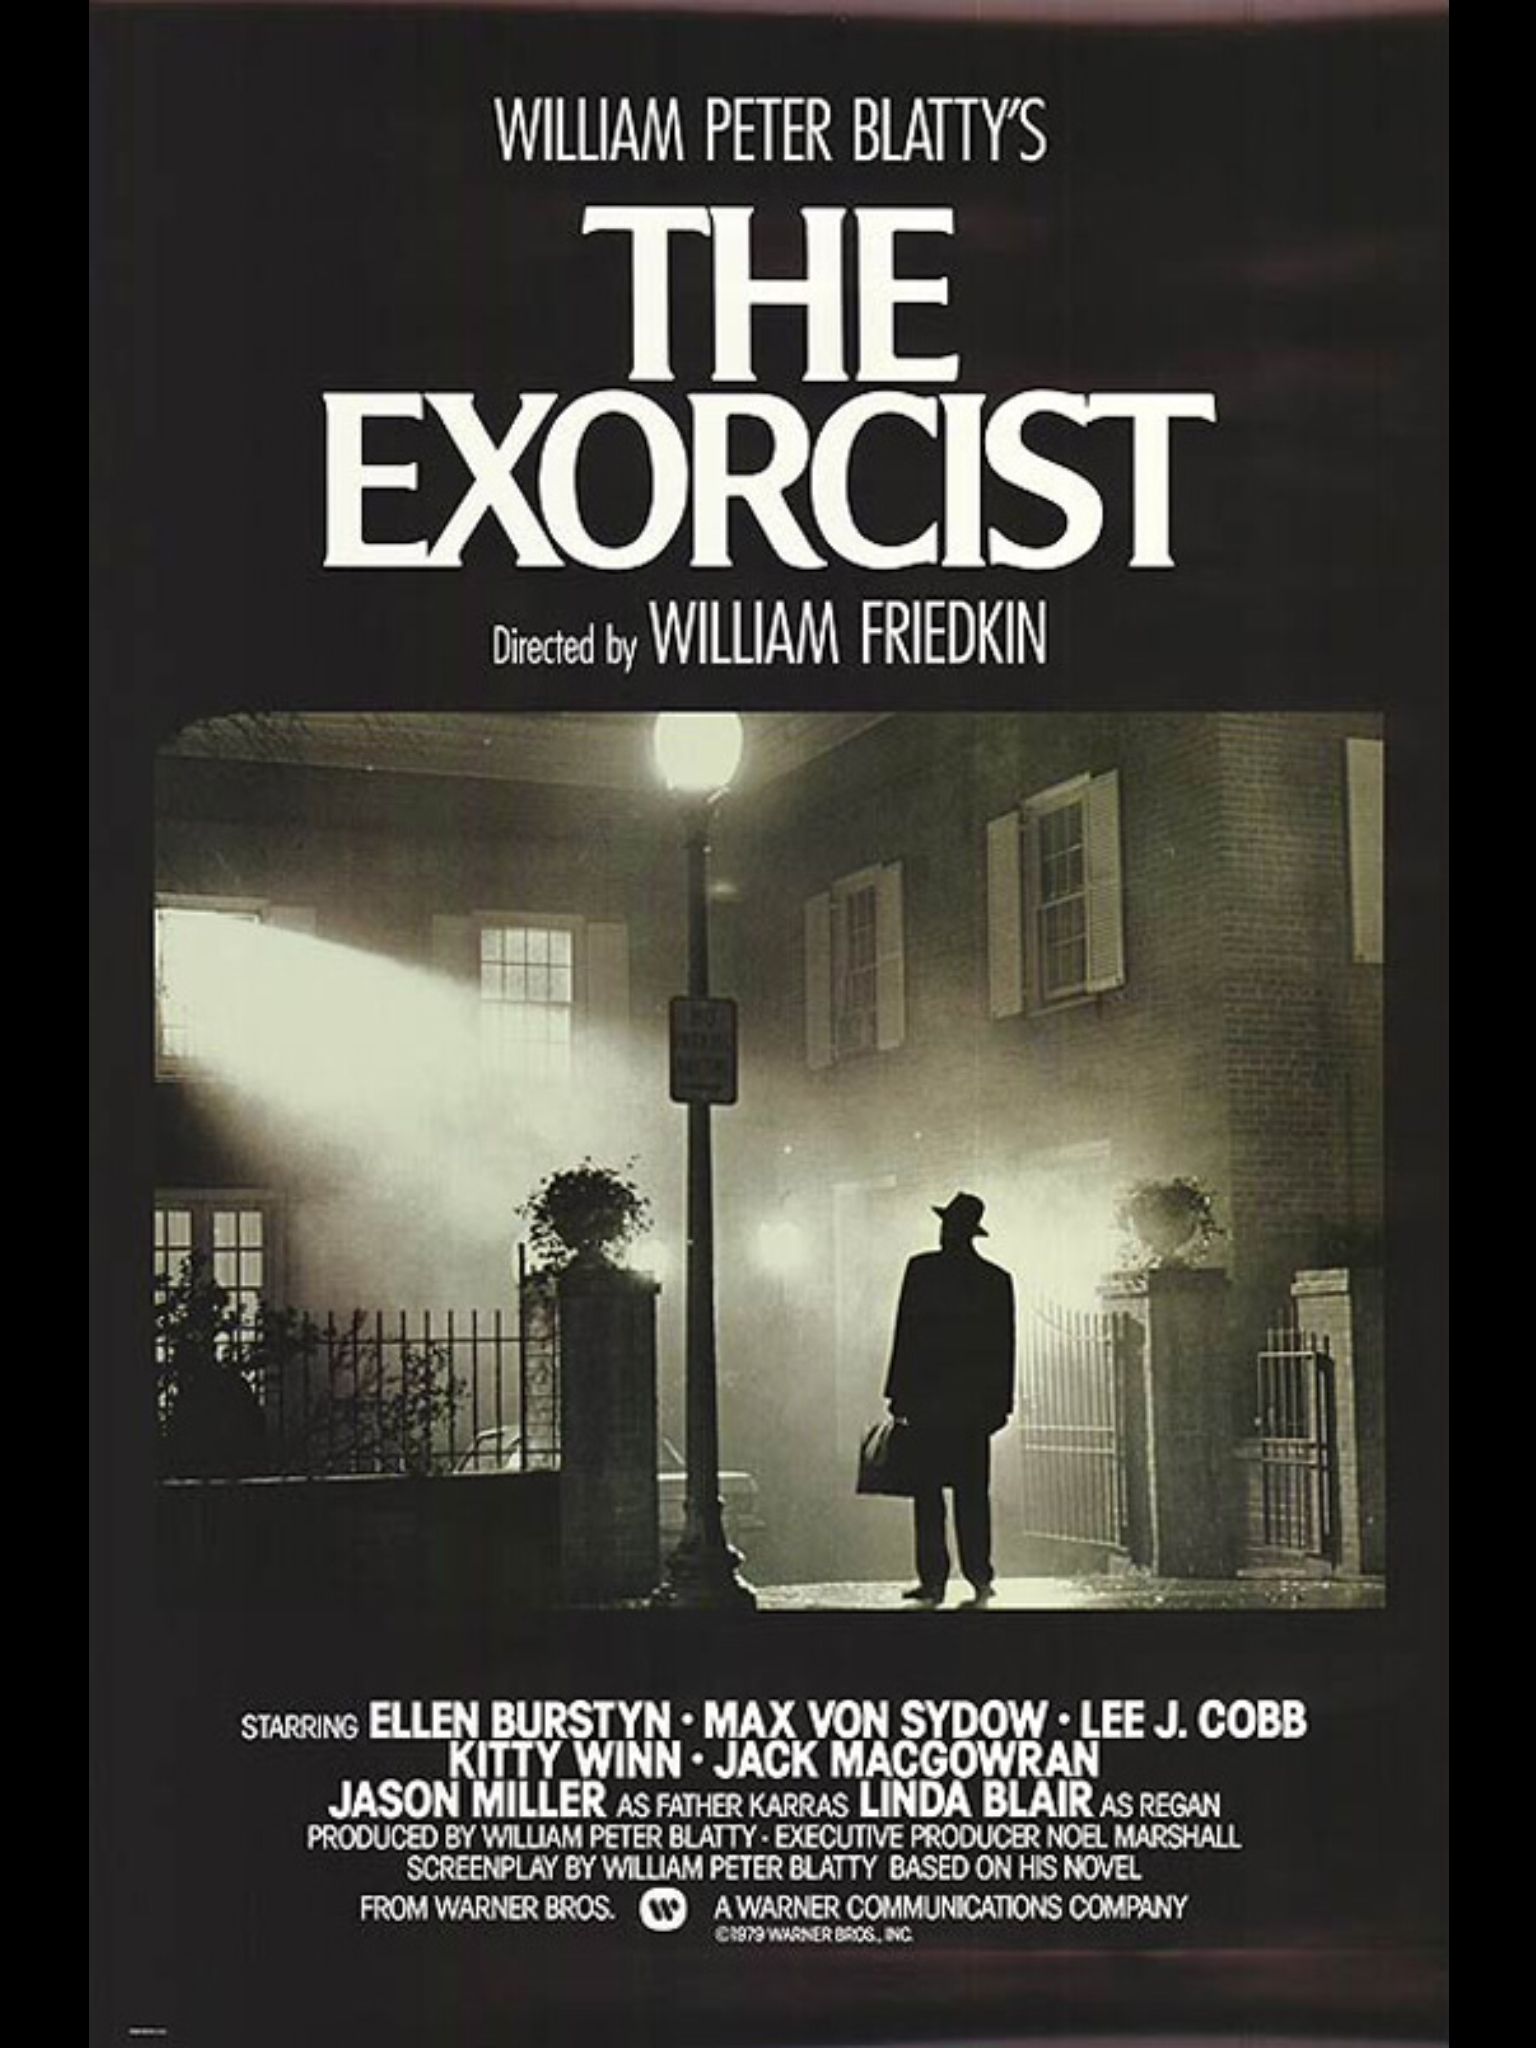 WILLIAM PETER BLATTY'S
THE
EXORCIST
Directed by WILLIAM FRIEDKIN
NO
STARRING ELLEN BURSTYN · MAX VON SYDOW · LEE J. COBB
KITTY WINN · JACK MACGOWRAN
JASON MILLER AS FATHER KARRAS LINDA BLAIR AS REGAN
PRODUCED BY WILLIAM PETER BLATTY · EXECUTIVE PRODUCER NOEL MARSHALL
SCREENPLAY BY WILLIAM PETER BLATTY BASED ON HIS NOVEL
FROM WARNER BROS. W A WARNER COMMUNICATIONS COMPANY
©1979 WARNER BROS., INC.